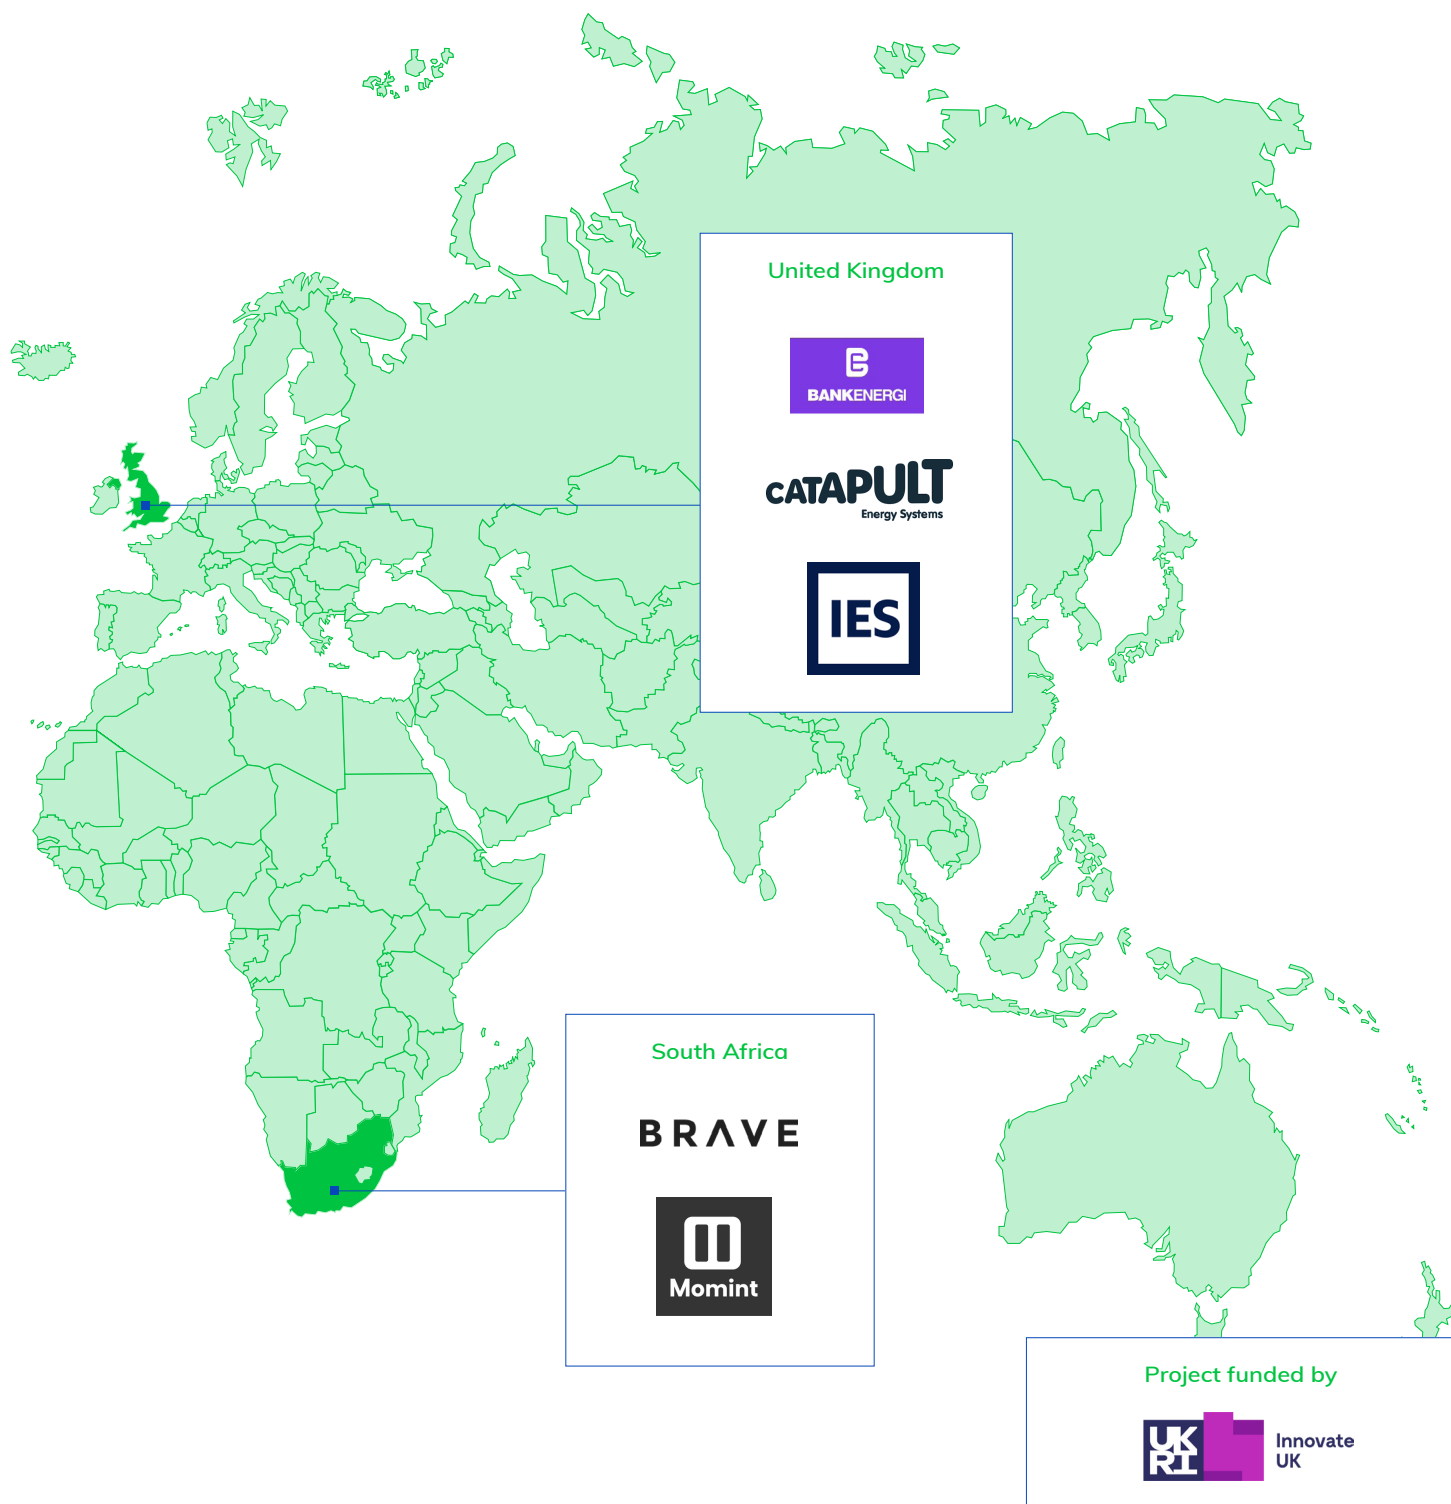 United Kingdom
BANKENERGI
CATAPULT
Energy Systems
IES
South Africa
BRAVE
Momint
Project funded by
UK
RI
Innovate
UK